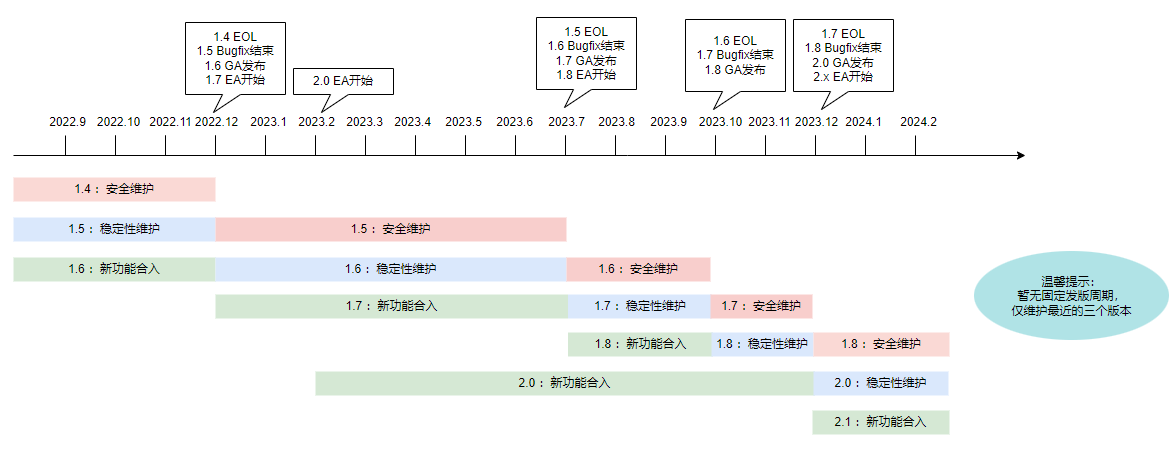 1.4 EOL
1.5 Bugfix结束
1.6 GA发布
1.7 EA开始
2.0 EA开始
1.5 EOL
1.6 Bugfix结束
1.7 GA发布
1.8 EA开始
1.6 EOL
1.7 Bugfix结束
1.8 GA发布
1.7 EOL
1.8 Bugfix结束
2.0 GA发布
2.x EA开始
2022.9 2022.10 2022.11 2022.12 2023.1 2023.2 2023.3 2023.4 2023.5 2023.6 2023.7 2023.8 2023.9 2023.10 2023.11 2023.12 2024.1 2024.2
1.4 ：安全维护
1.5 ：稳定性维护 1.5 ：安全维护
1.6 ：新功能合入 1.6 ：稳定性维护 1.6 ：安全维护
1.7 ：新功能合入 1.7 ：稳定性维护 1.7 ：安全维护
1.8 ：新功能合入 1.8 ：稳定性维护 1.8 ：安全维护
2.0 ：新功能合入 2.0 ：稳定性维护
2.1 ：新功能合入
温馨提示：
暂无固定发版周期，
仅维护最近的三个版本